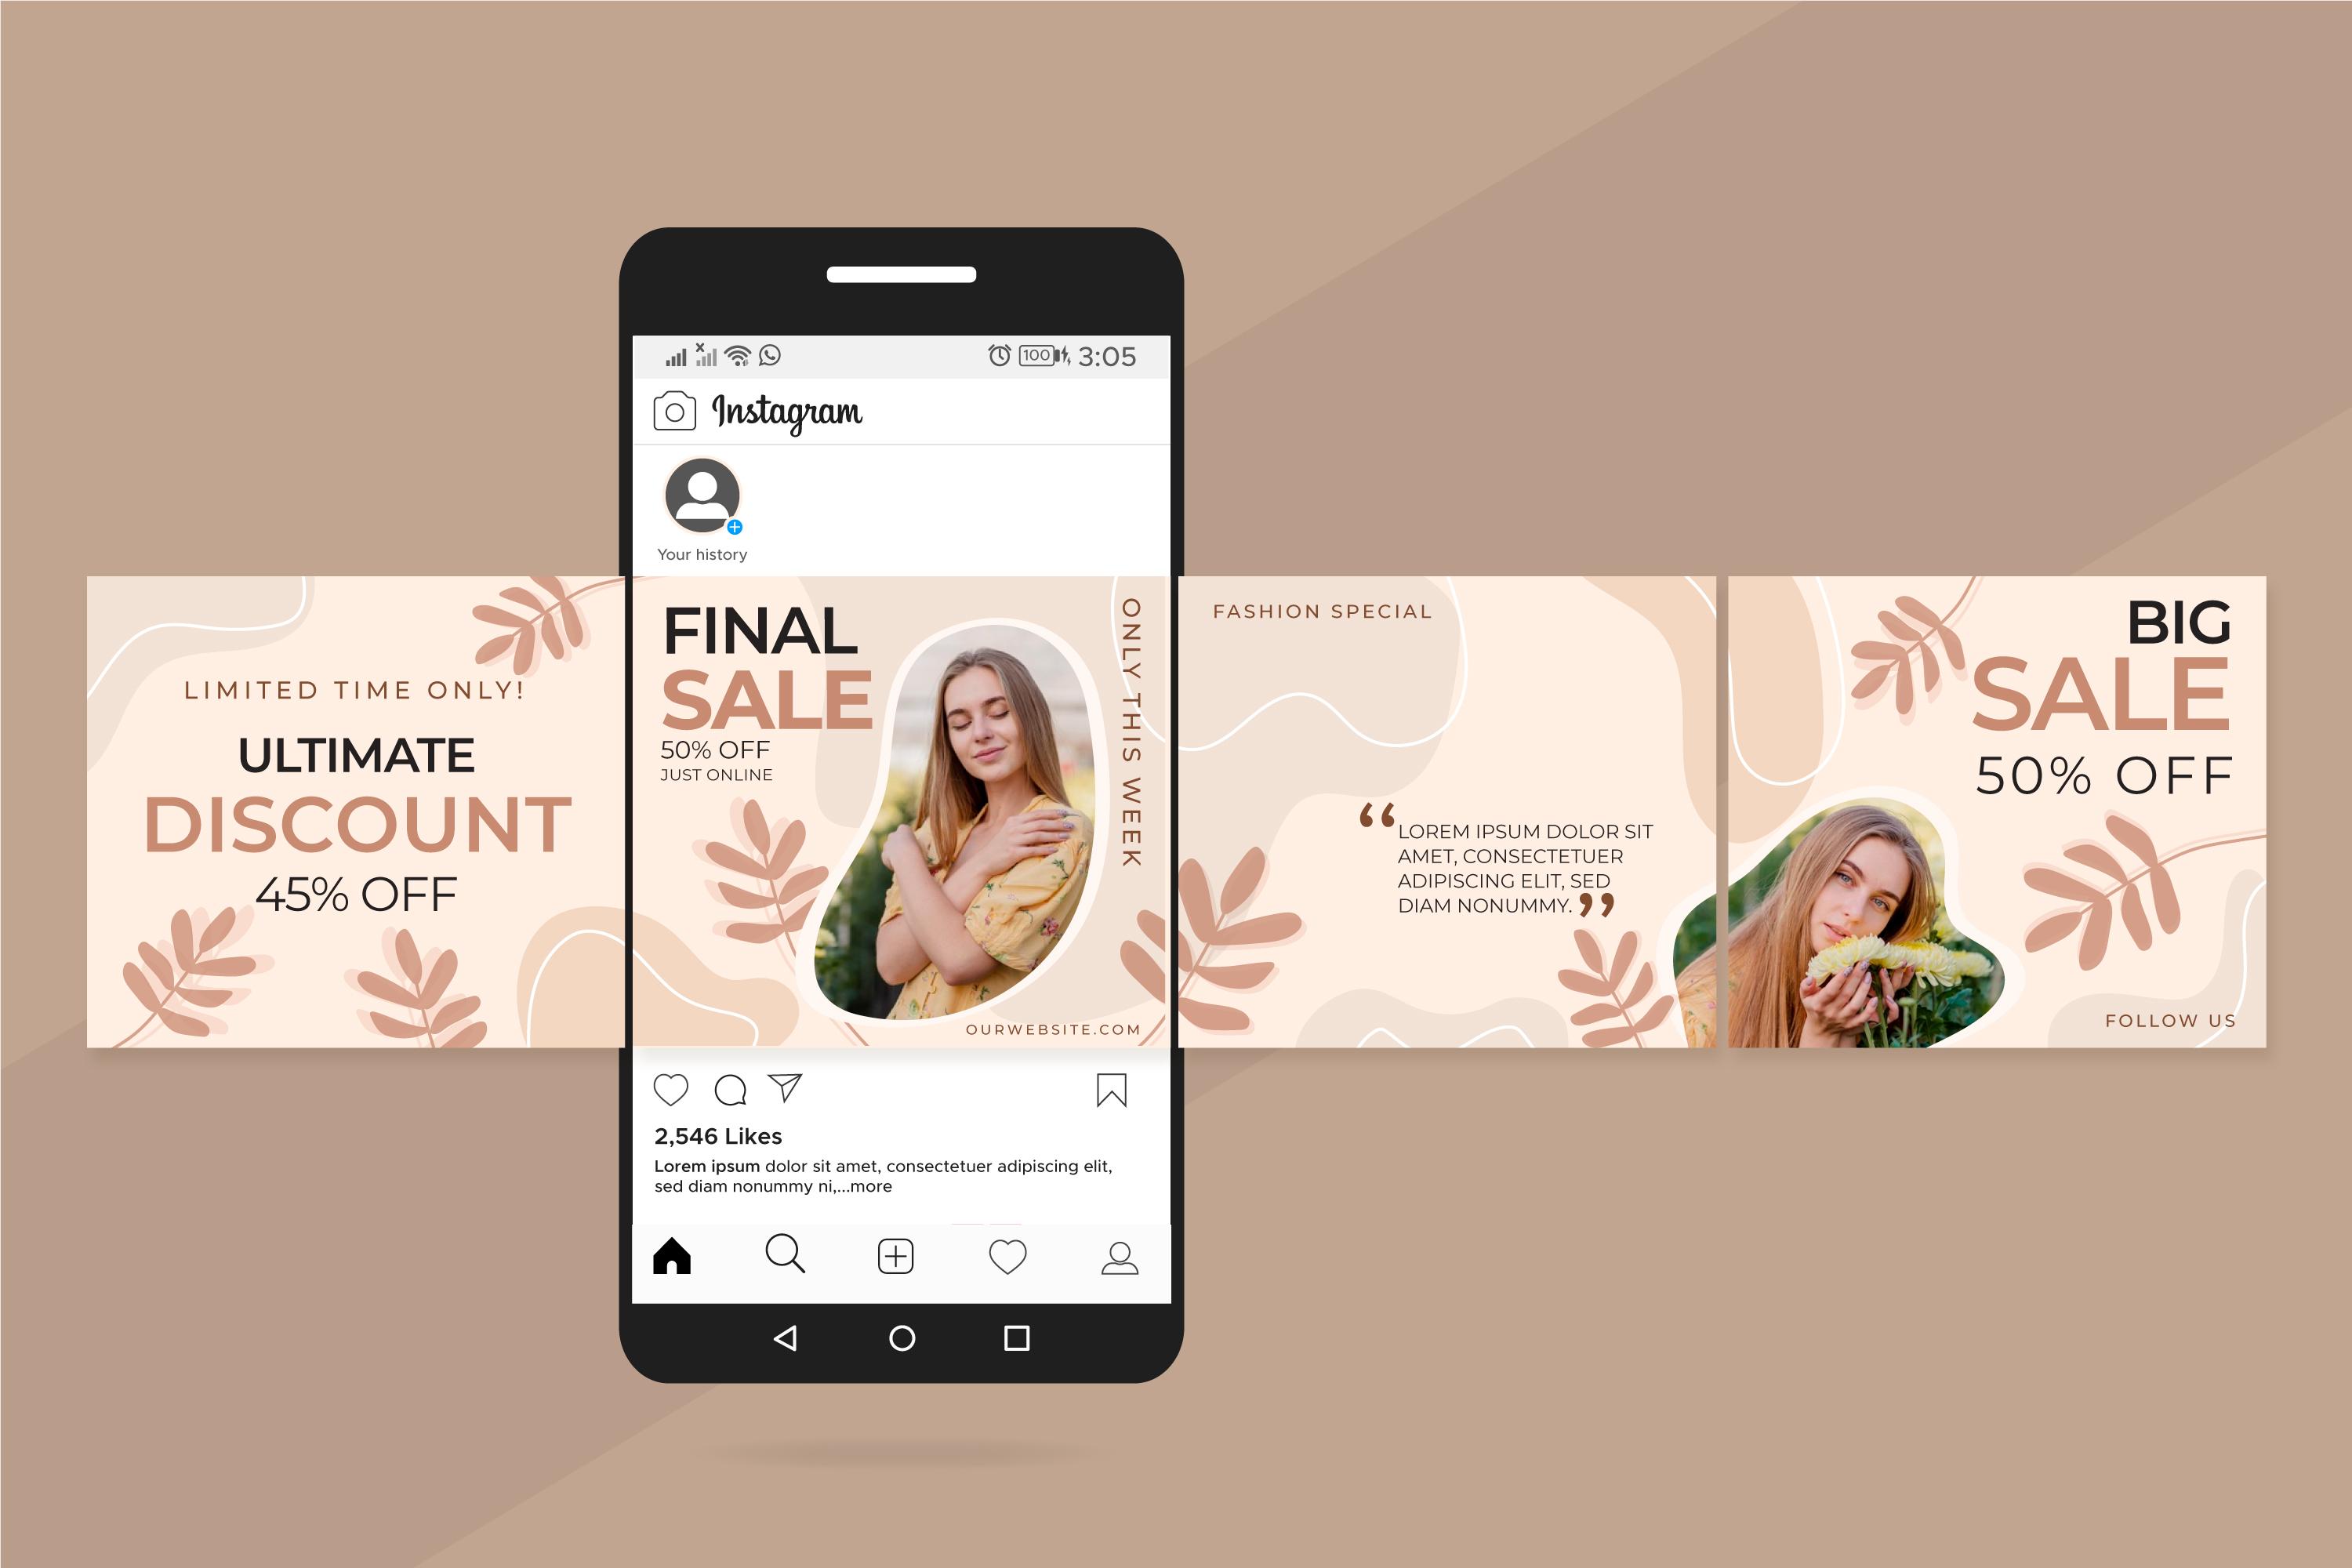 100
3:05
Instagram
Your history
LIMITED TIME ONLY!
ULTIMATE
DISCOUNT
45% OFF
FINAL
SALE
50% OFF
JUST ONLINE
ONLY THIS WEEK
OURWEBSITE.COM
FASHION SPECIAL
“LOREM IPSUM DOLOR SIT
AMET, CONSECTETUER
ADIPISCING ELIT, SED
DIAM NONUMMY.”
BIG
SALE
50% OFF
FOLLOW US
2,546 Likes
Lorem ipsum dolor sit amet, consectetuer adipiscing elit,
sed diam nonummy ni,...more